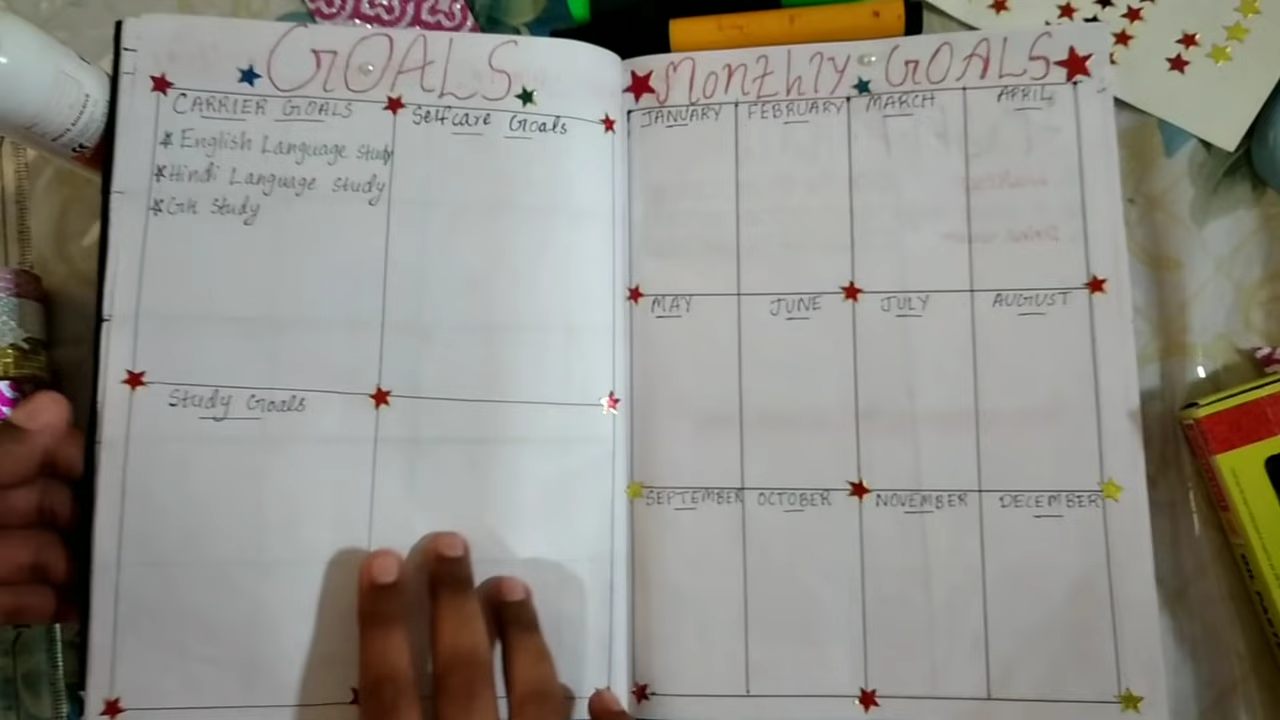 GOALS
CARRIER GOALS
* English Language study
* Hindi Language study
* GK Study
Selfcare Goals
Study Goals
Monthly GOALS
JANUARY
FEBRUARY
MARCH
APRIL
MAY
JUNE
JULY
AUGUST
SEPTEMBER
OCTOBER
NOVEMBER
DECEMBER